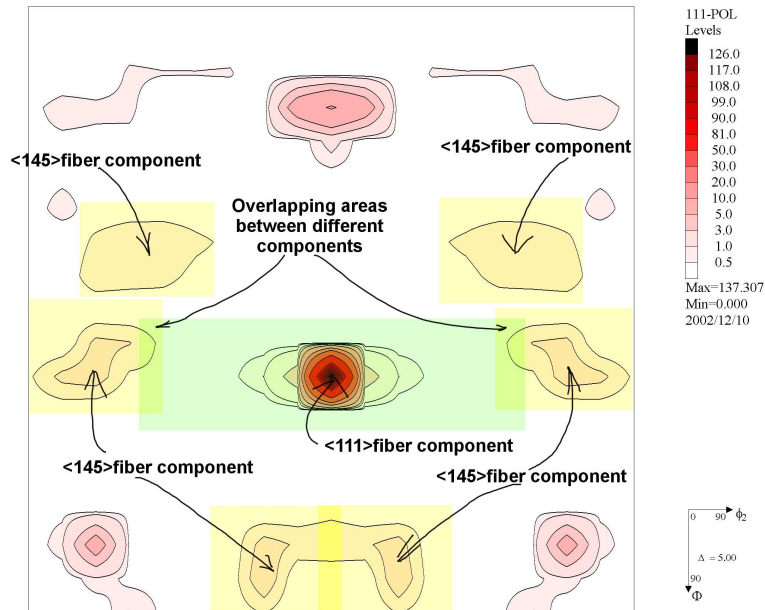 111-POL
Levels
126.0
117.0
108.0
99.0
90.0
81.0
50.0
30.0
20.0
10.0
5.0
3.0
1.0
0.5
Max=137.307
Min=0.000
2002/12/10
<145>fiber component
<145>fiber component
Overlapping areas
between different
components
<111>fiber component
<145>fiber component
<145>fiber component
0 90 ϕ2
Δ = 5.00
90
Φ